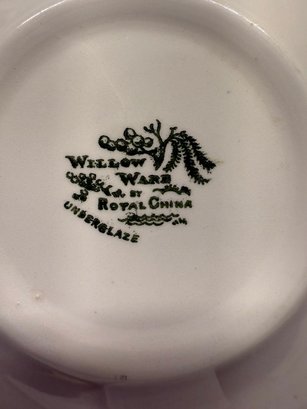 WILLOW
WARE
BY
ROYAL CHINA
UNDERGLAZE